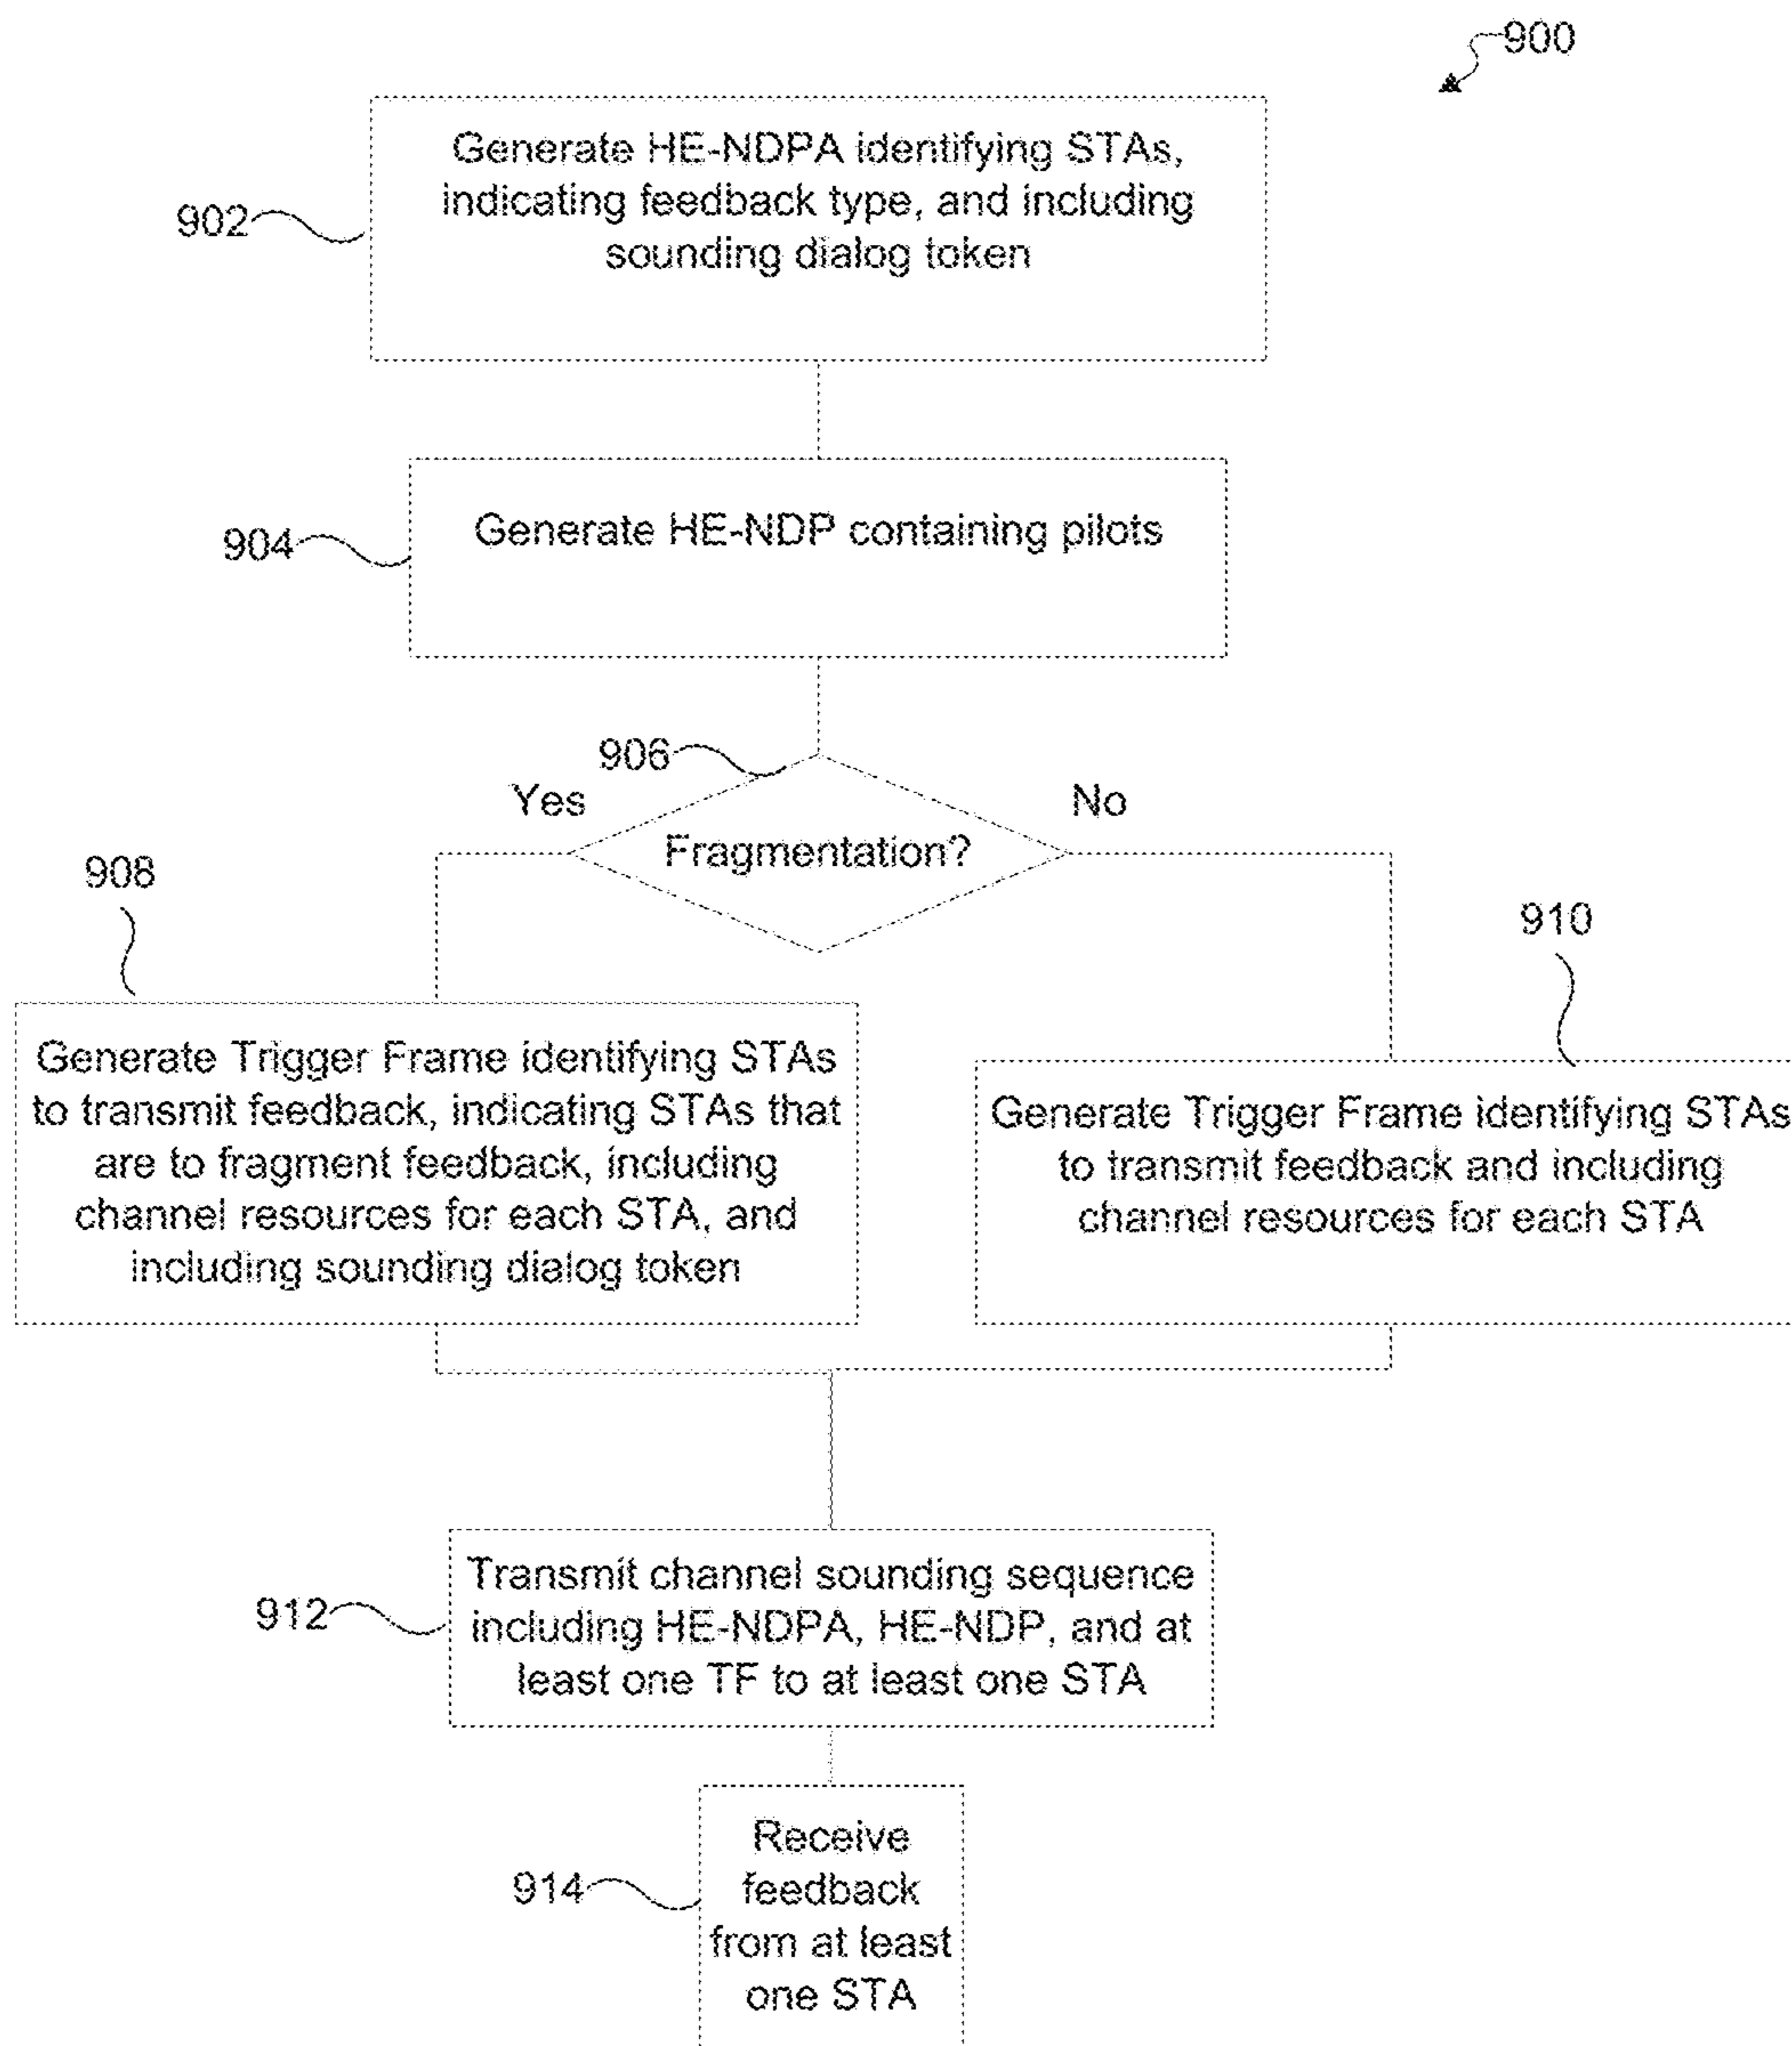 900
Generate HE-NDPA identifying STAs,
indicating feedback type, and including
sounding dialog token
902
Generate HE-NDP containing pilots
904
906
Yes
No
Fragmentation?
908
910
Generate Trigger Frame identifying STAs
to transmit feedback, indicating STAs that
are to fragment feedback, including
channel resources for each STA, and
including sounding dialog token
Generate Trigger Frame identifying STAs
to transmit feedback and including
channel resources for each STA
Transmit channel sounding sequence
including HE-NDPA, HE-NDP, and at
least one TF to at least one STA
912
Receive
feedback
from at least
one STA
914